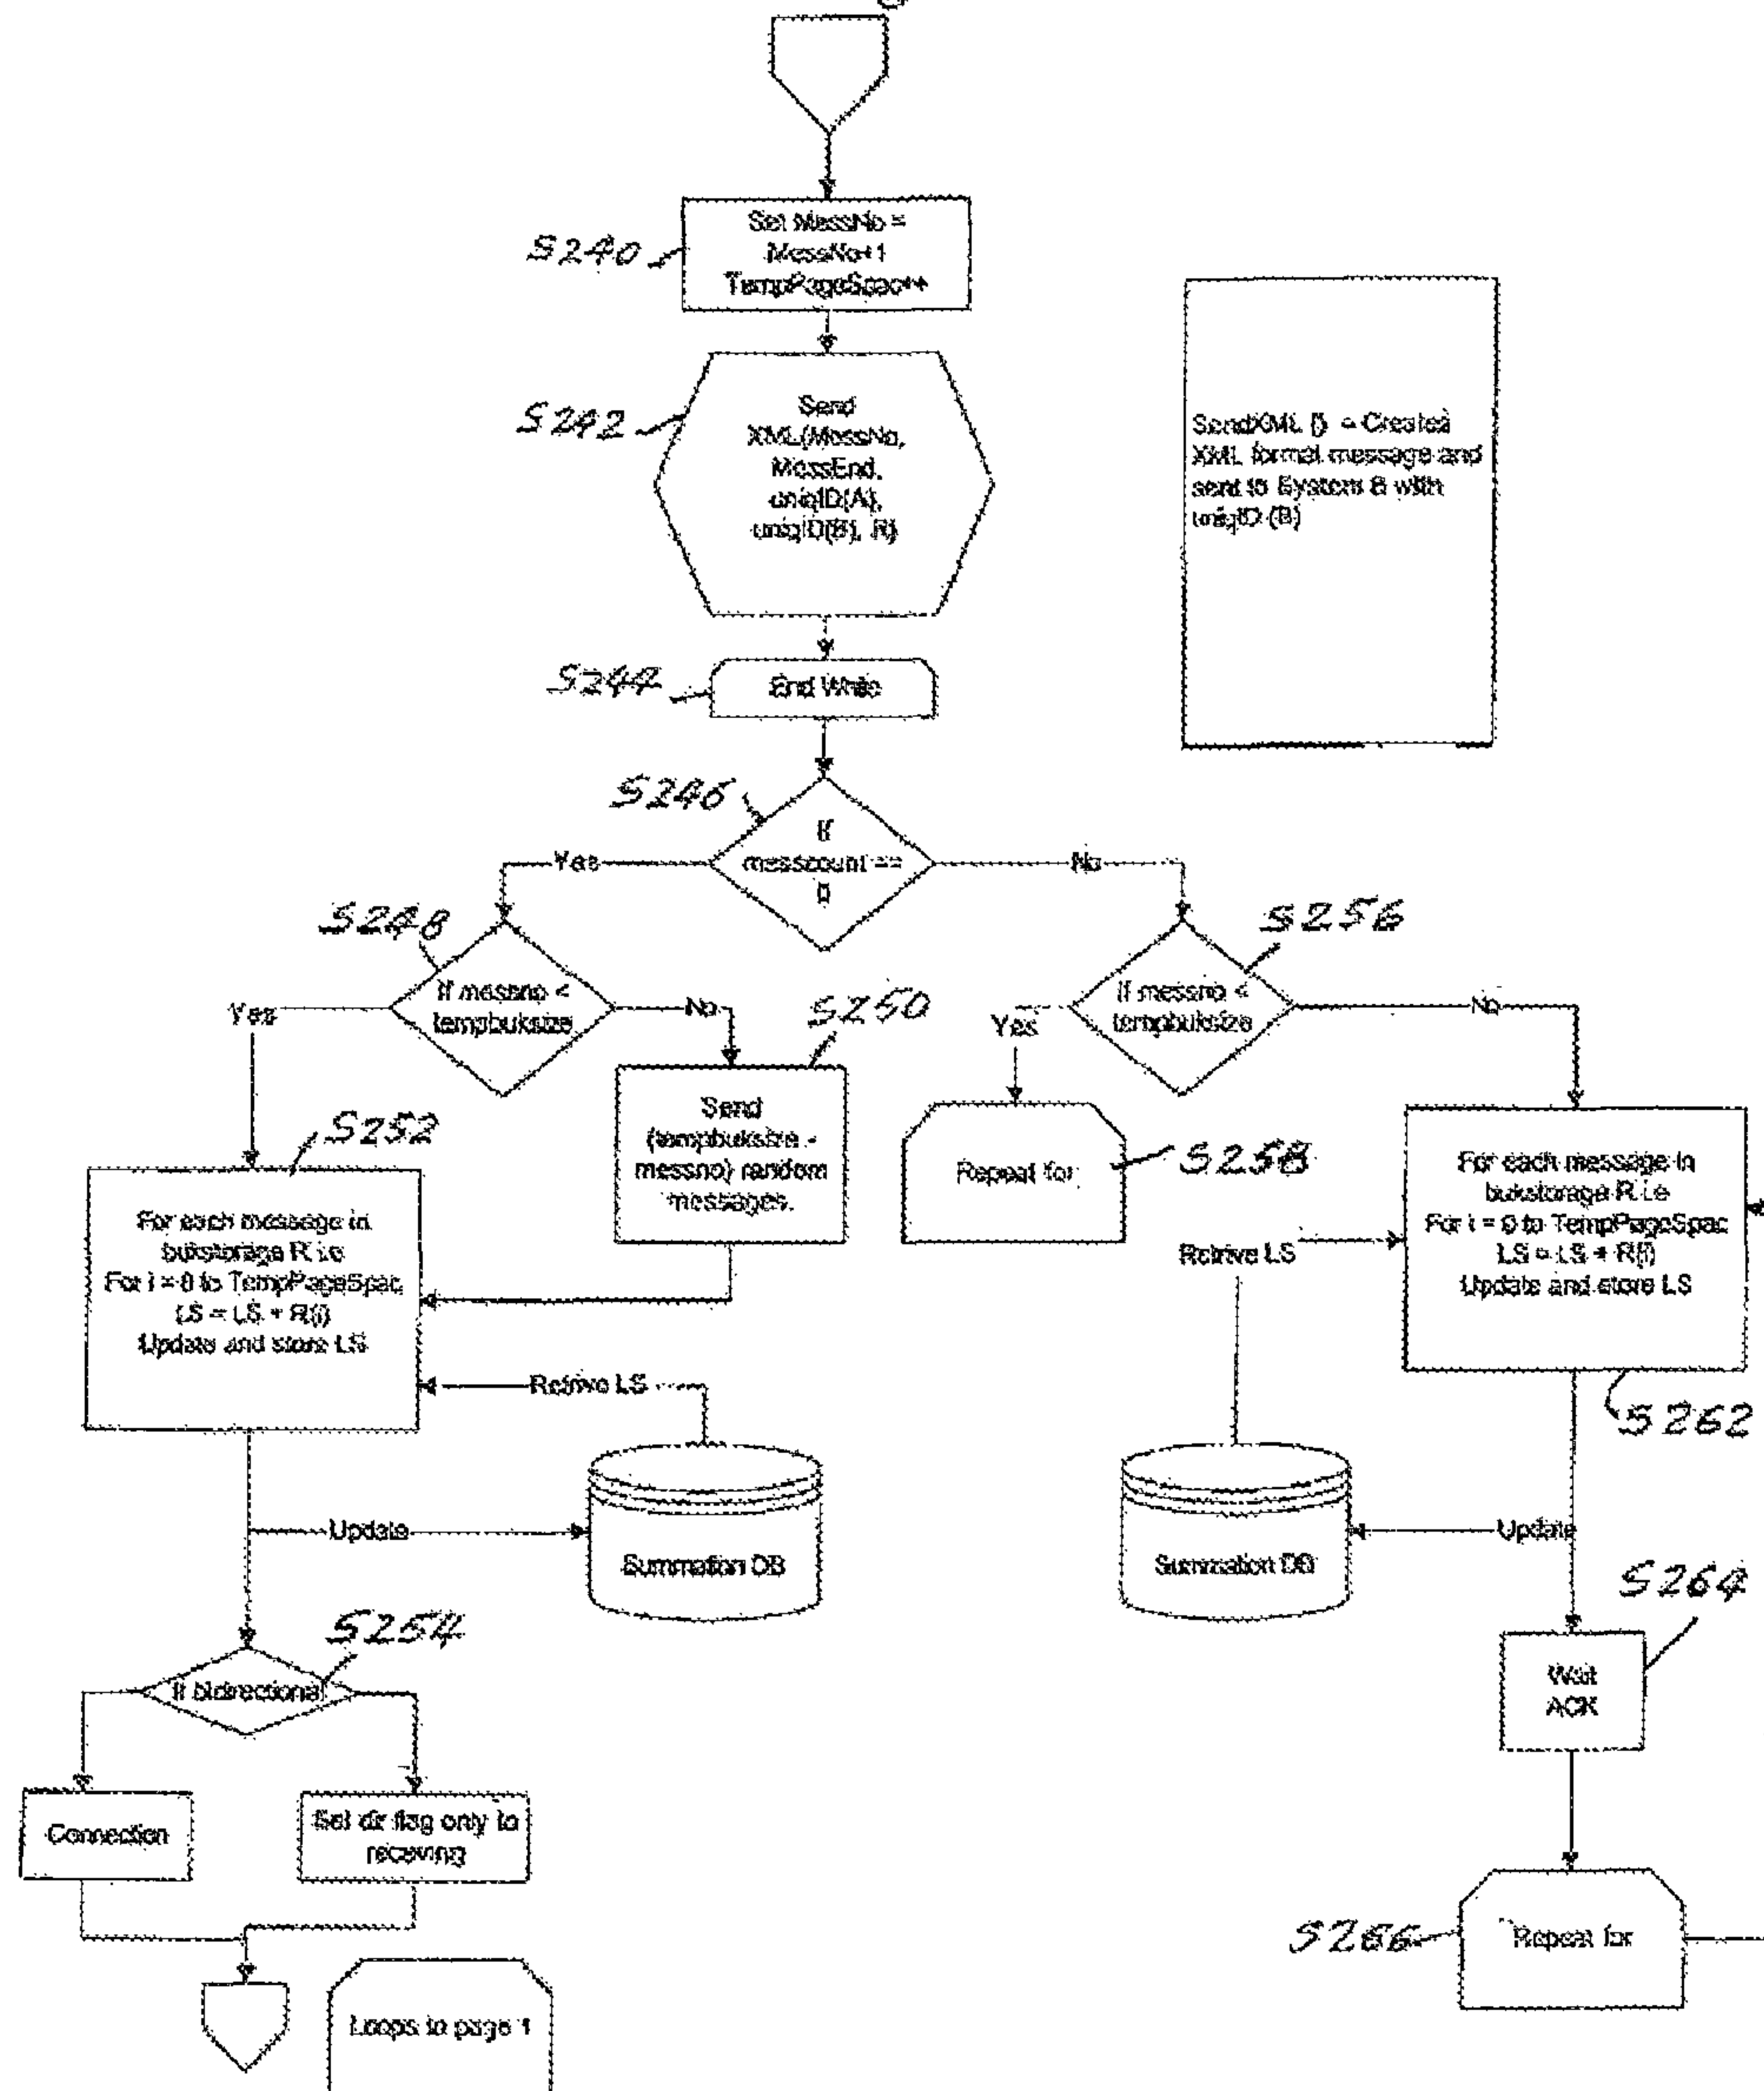 S240
Set MessNo =
MessNo+1
TempPageSpac++
S242
Send
XML(MessNo,
MessEnd,
uniqID(A),
uniqID(B), R)
SendXML () = Created
XML format message and
sent to System B with
uniqID (B)
S244
End While
S246
If
messcount ==
0
Yes
No
S248
If messno <
tempbuksize
Yes
No
S250
Send
(tempbuksize -
messno) random
messages.
S256
If messno <
tempbuksize
Yes
No
S258
Repeat for
S252
For each message in
bukstorage R i.e
For i = 0 to TempPageSpac
LS = LS + R(i)
Update and store LS
Retrive LS
For each message in
bukstorage R i.e
For i = 0 to TempPageSpac
LS = LS + R(i)
Update and store LS
Retrive LS
S262
Update
Summation DB
Summation DB
Update
S254
If bidirectional
S264
Wait
ACK
Connection
Set dir flag only to
receiving
S266
Repeat for
Loops to page 1